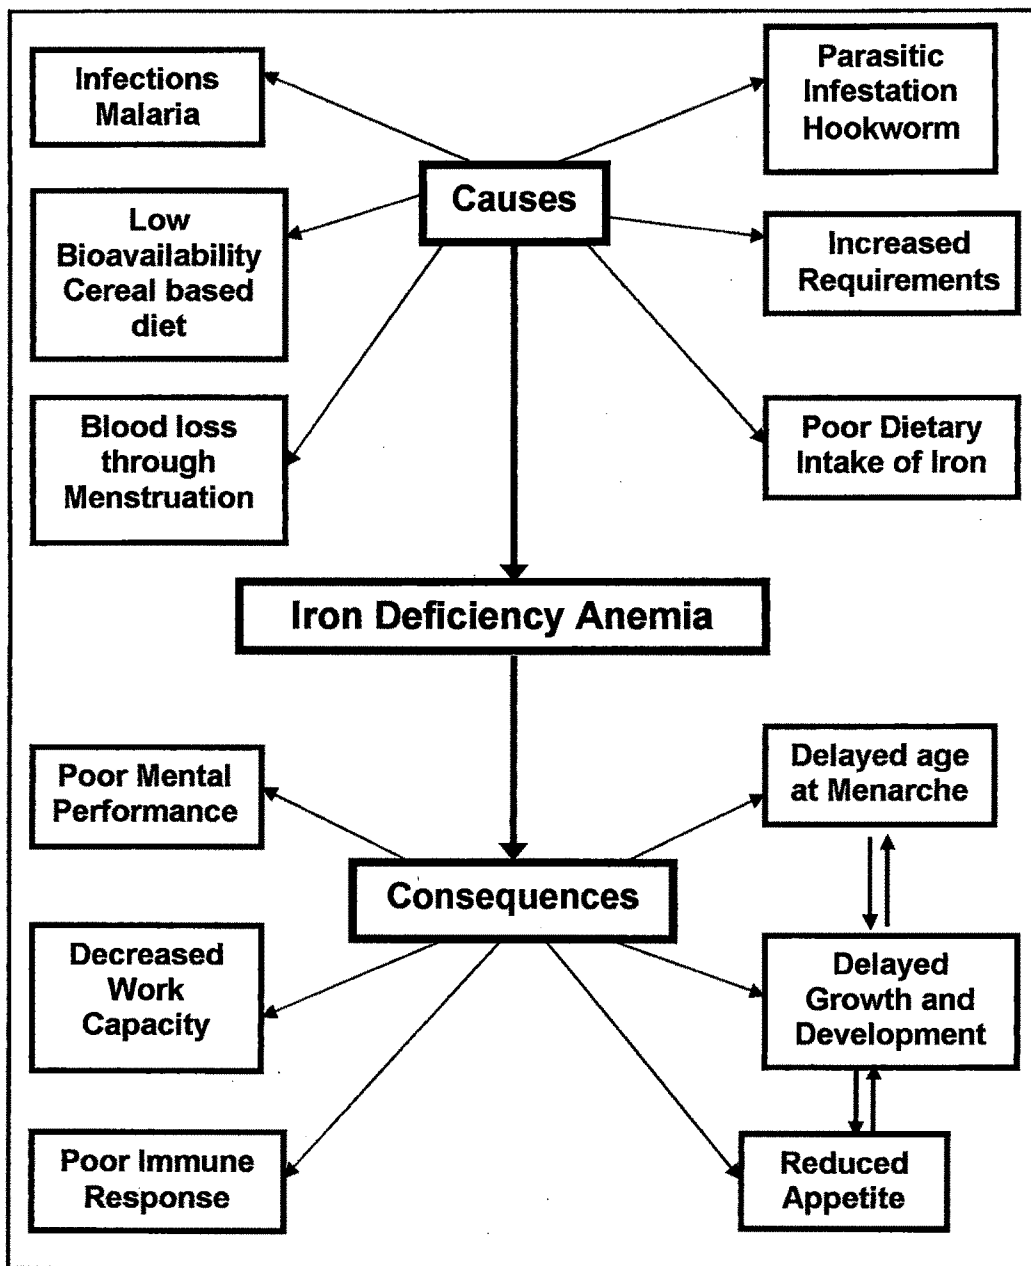 Infections
Malaria
Parasitic
Infestation
Hookworm
Causes
Low
Bioavailability
Cereal based
diet
Increased
Requirements
Blood loss
through
Menstruation
Poor Dietary
Intake of Iron
Iron Deficiency Anemia
Poor Mental
Performance
Delayed age
at Menarche
Consequences
Decreased
Work
Capacity
Delayed
Growth and
Development
Poor Immune
Response
Reduced
Appetite